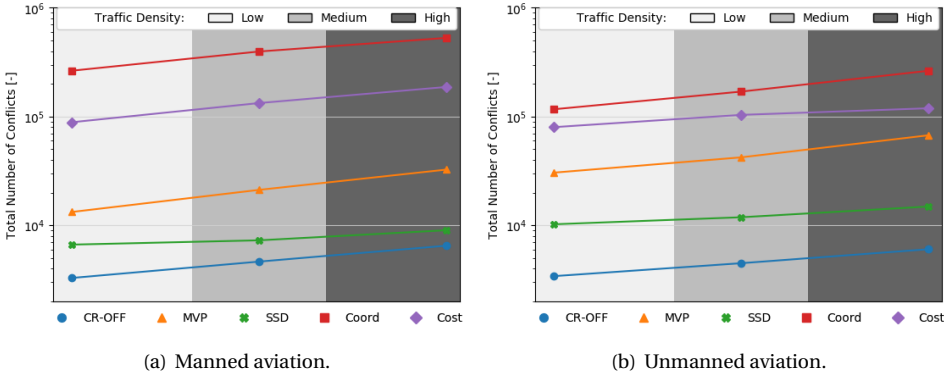 Traffic Density: Low Medium High
10^6
10^5
10^4
Total Number of Conflicts [-]
CR-OFF MVP SSD Coord Cost
(a) Manned aviation.
Traffic Density: Low Medium High
10^6
10^5
10^4
Total Number of Conflicts [-]
CR-OFF MVP SSD Coord Cost
(b) Unmanned aviation.